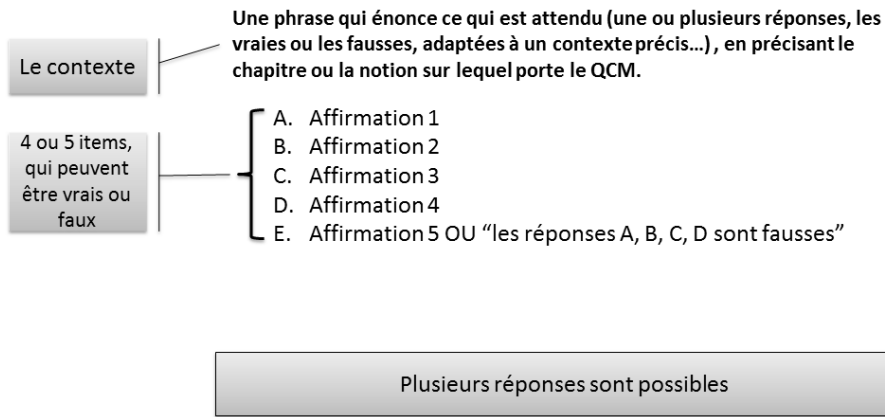 Une phrase qui énonce ce qui est attendu (une ou plusieurs réponses, les
vraies ou les fausses, adaptées à un contexte précis…), en précisant le
chapitre ou la notion sur lequel porte le QCM.
Le contexte
4 ou 5 items,
qui peuvent
être vrais ou
faux
A. Affirmation 1
B. Affirmation 2
C. Affirmation 3
D. Affirmation 4
E. Affirmation 5 OU “les réponses A, B, C, D sont fausses”
Plusieurs réponses sont possibles